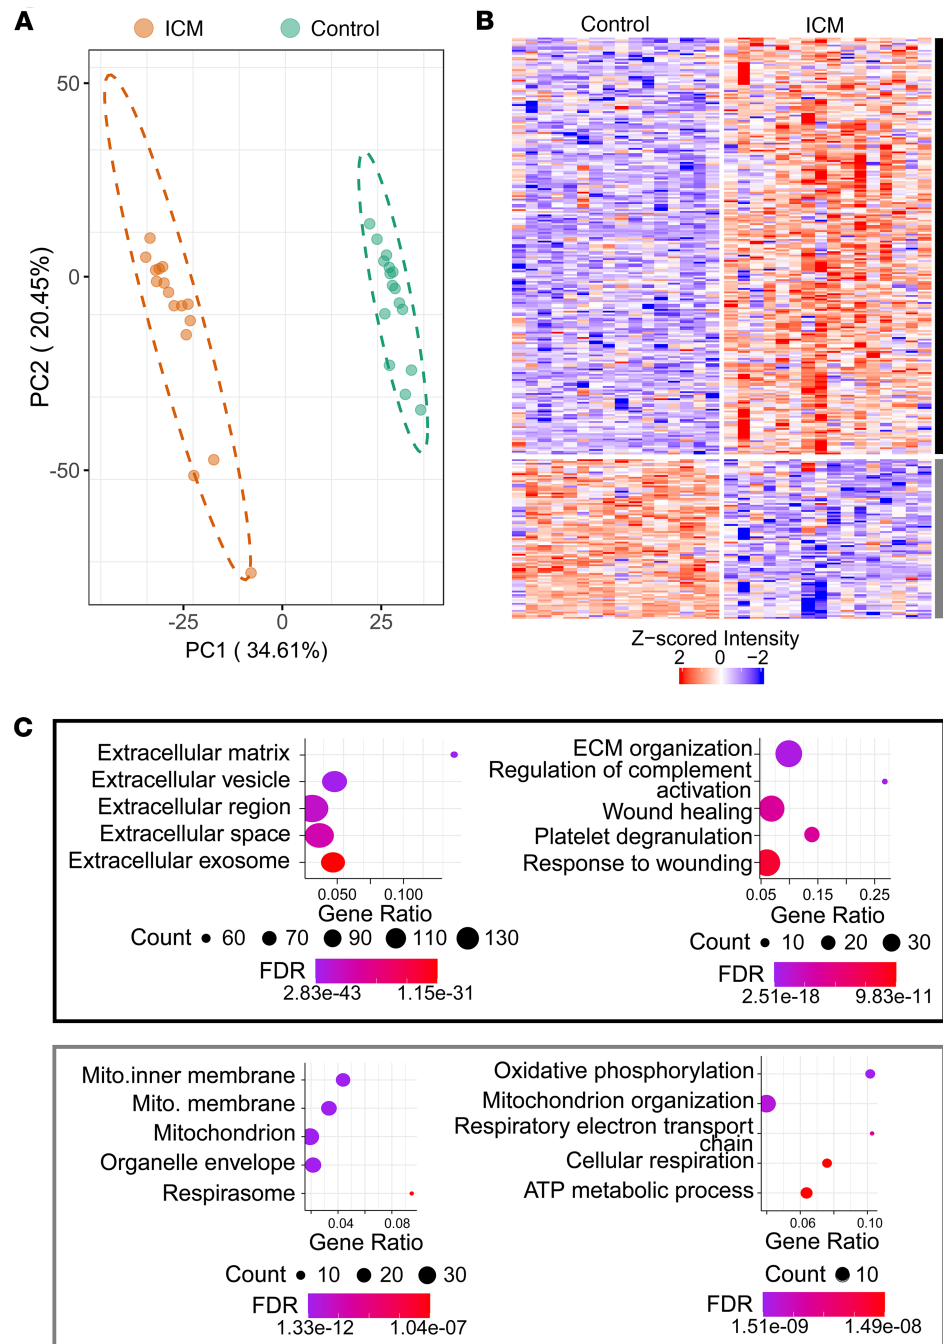 A
ICM
Control
50
0
-50
PC2 ( 20.45%)
-25
0
25
PC1 ( 34.61%)
B
Control
ICM
Z−scored Intensity
2
0
−2
C
Extracellular matrix
Extracellular vesicle
Extracellular region
Extracellular space
Extracellular exosome
0.050
0.100
Gene Ratio
Count
60
70
90
110
130
FDR
2.83e-43
1.15e-31
ECM organization
Regulation of complement
activation
Wound healing
Platelet degranulation
Response to wounding
0.05
0.15
0.25
Gene Ratio
Count
10
20
30
FDR
2.51e-18
9.83e-11
Mito.inner membrane
Mito. membrane
Mitochondrion
Organelle envelope
Respirasome
0.04
0.08
Gene Ratio
Count
10
20
30
FDR
1.33e-12
1.04e-07
Oxidative phosphorylation
Mitochondrion organization
Respiratory electron transport
chain
Cellular respiration
ATP metabolic process
0.06
0.10
Gene Ratio
Count
10
FDR
1.51e-09
1.49e-08